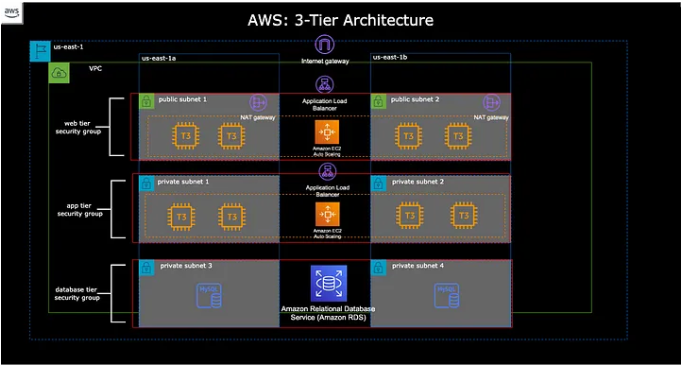 aws
AWS: 3-Tier Architecture
us-east-1
Internet gateway
us-east-1a
us-east-1b
VPC
web tier
security group
public subnet 1
NAT gateway
T3
T3
Application Load
Balancer
Amazon EC2
Auto Scaling
public subnet 2
NAT gateway
T3
T3
app tier
security group
private subnet 1
T3
T3
Application Load
Balancer
Amazon EC2
Auto Scaling
private subnet 2
T3
T3
database tier
security group
private subnet 3
MySQL
Amazon Relational Database
Service (Amazon RDS)
private subnet 4
MySQL